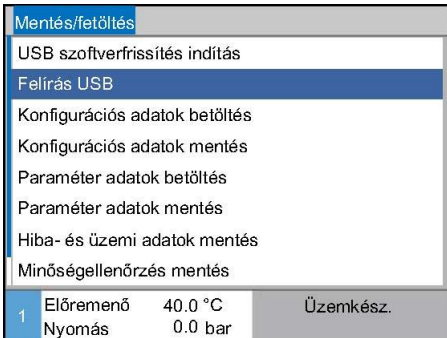 Mentés/fetöltés
USB szoftverfrissítés indítás
Felírás USB
Konfigurációs adatok betöltés
Konfigurációs adatok mentés
Paraméter adatok betöltés
Paraméter adatok mentés
Hiba- és üzemi adatok mentés
Minőségellenőrzés mentés
1 Előremenő 40.0 °C Üzemkész.
Nyomás 0.0 bar